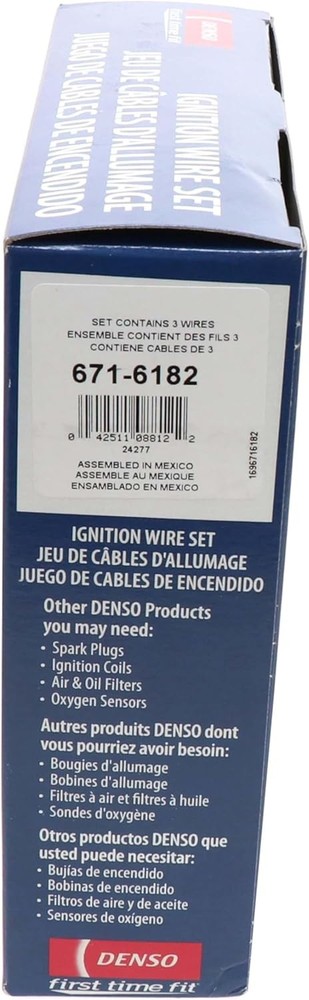 DENSO
first time fit
IGNITION WIRE SET
JEU DE CÂBLES D'ALLUMAGE
JUEGO DE CABLES DE ENCENDIDO
SET CONTAINS 3 WIRES
ENSEMBLE CONTIENT DES FILS 3
CONTIENE CABLES DE 3
671-6182
0 42511 08812 2
24277
ASSEMBLED IN MEXICO
ASSEMBLE AU MEXIQUE
ENSAMBLADO EN MEXICO
1696716182
IGNITION WIRE SET
JEU DE CÂBLES D'ALLUMAGE
JUEGO DE CABLES DE ENCENDIDO
Other DENSO Products
you may need:
• Spark Plugs
• Ignition Coils
• Air & Oil Filters
• Oxygen Sensors
Autres produits DENSO dont
vous pourriez avoir besoin:
• Bougies d'allumage
• Bobines d'allumage
• Filtres à air et filtres à huile
• Sondes d'oxygène
Otros productos DENSO que
usted puede necesitar:
• Bujías de encendido
• Bobinas de encendido
• Filtros de aire y de aceite
• Sensores de oxígeno
DENSO
first time fit